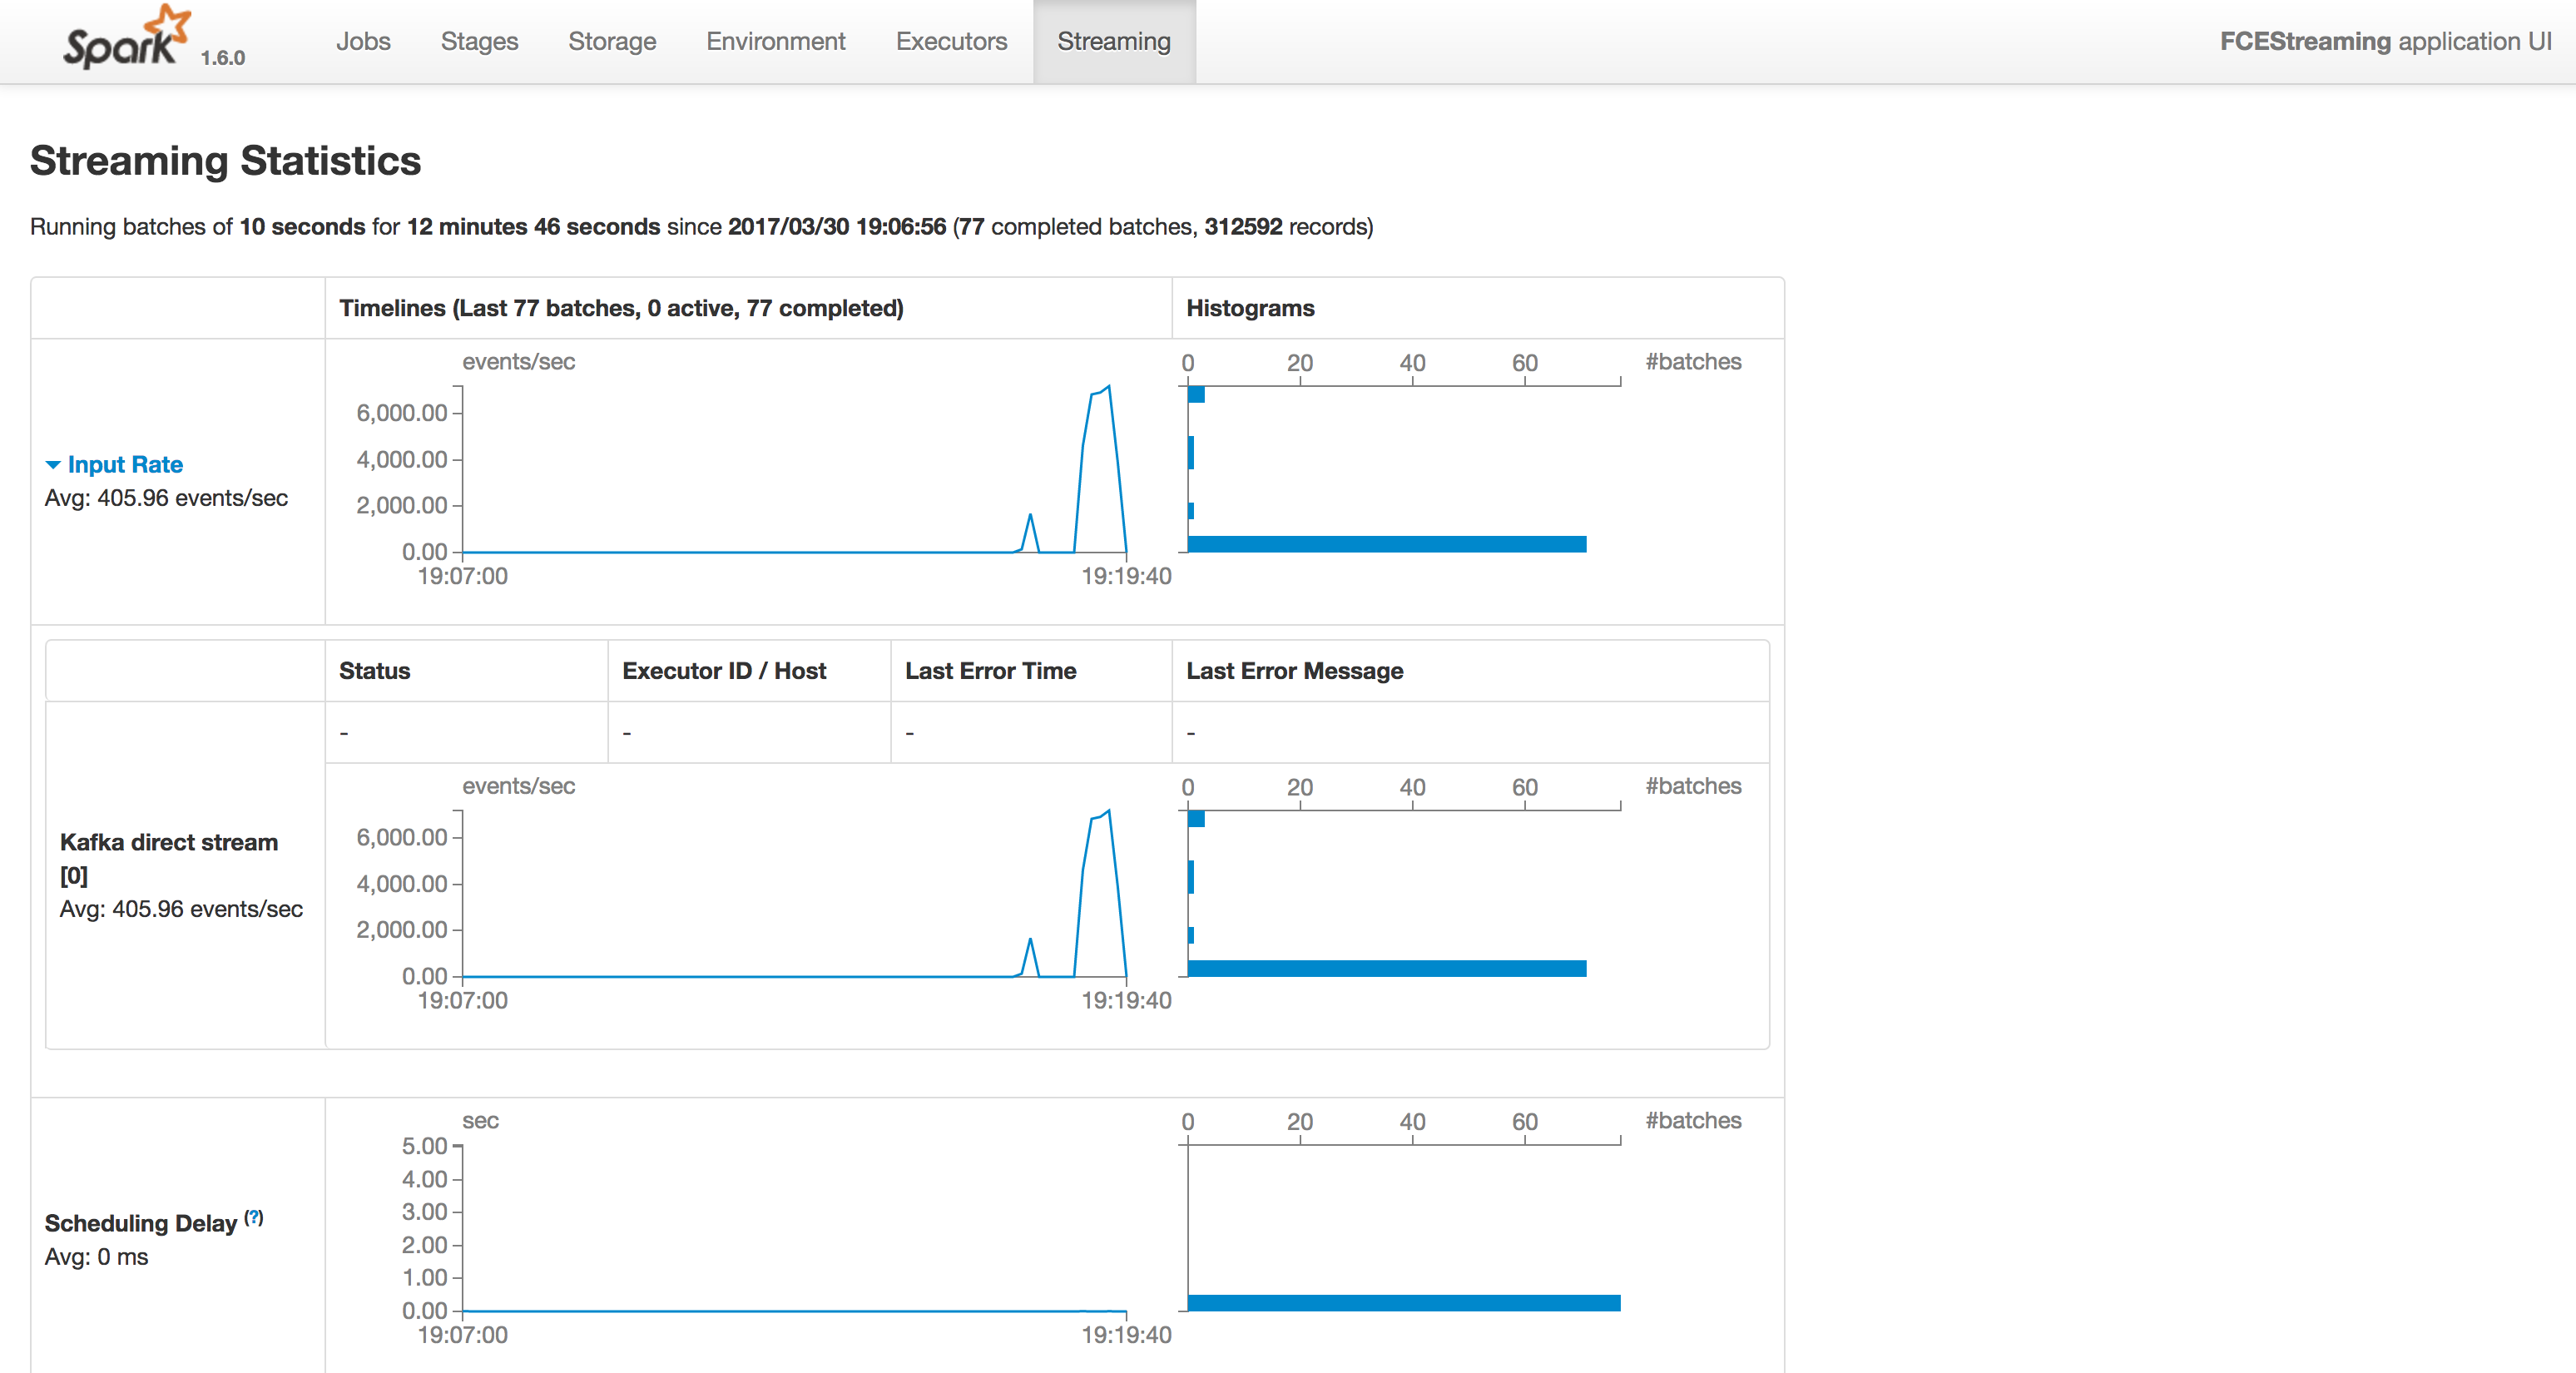 Spark 1.6.0 Jobs Stages Storage Environment Executors Streaming FCEStreaming application UI
Streaming Statistics
Running batches of 10 seconds for 12 minutes 46 seconds since 2017/03/30 19:06:56 (77 completed batches, 312592 records)
Timelines (Last 77 batches, 0 active, 77 completed) Histograms
Input Rate
Avg: 405.96 events/sec
events/sec
6,000.00
4,000.00
2,000.00
0.00
19:07:00 19:19:40
0 20 40 60 #batches
Status Executor ID / Host Last Error Time Last Error Message
- - - -
Kafka direct stream
[0]
Avg: 405.96 events/sec
events/sec
6,000.00
4,000.00
2,000.00
0.00
19:07:00 19:19:40
0 20 40 60 #batches
Scheduling Delay (?)
Avg: 0 ms
sec
5.00
4.00
3.00
2.00
1.00
0.00
19:07:00 19:19:40
0 20 40 60 #batches